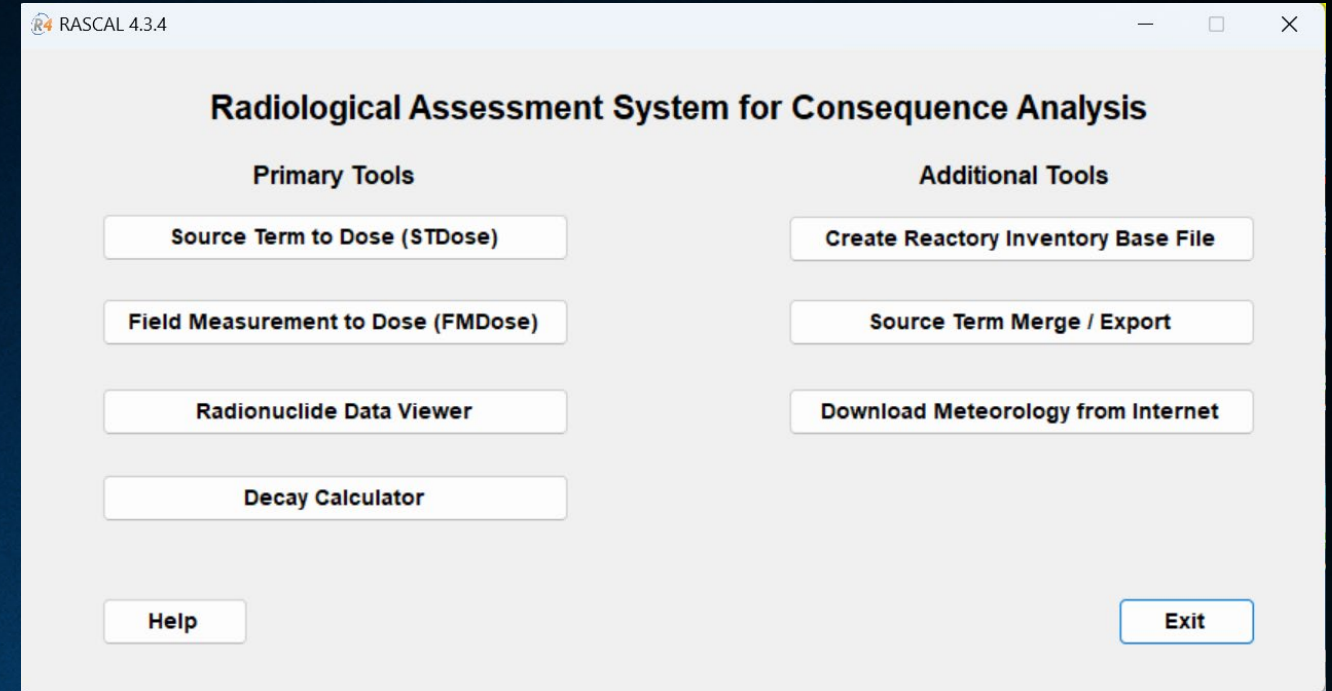 R4 RASCAL 4.3.4
Radiological Assessment System for Consequence Analysis
Primary Tools
Source Term to Dose (STDose)
Field Measurement to Dose (FMDose)
Radionuclide Data Viewer
Decay Calculator
Additional Tools
Create Reactory Inventory Base File
Source Term Merge / Export
Download Meteorology from Internet
Help
Exit